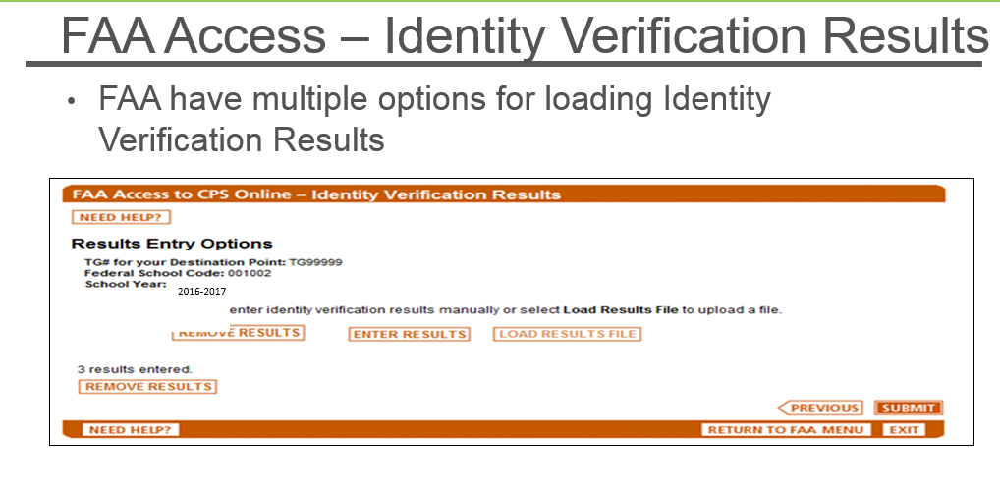 FAA Access – Identity Verification Results
• FAA have multiple options for loading Identity
Verification Results
FAA Access to CPS Online – Identity Verification Results
NEED HELP?
Results Entry Options
TG# for your Destination Point: TG99999
Federal School Code: 001002
School Year:
2016-2017
enter identity verification results manually or select Load Results File to upload a file.
REMOVE RESULTS ENTER RESULTS LOAD RESULTS FILE
3 results entered.
REMOVE RESULTS
PREVIOUS SUBMIT
NEED HELP? RETURN TO FAA MENU EXIT